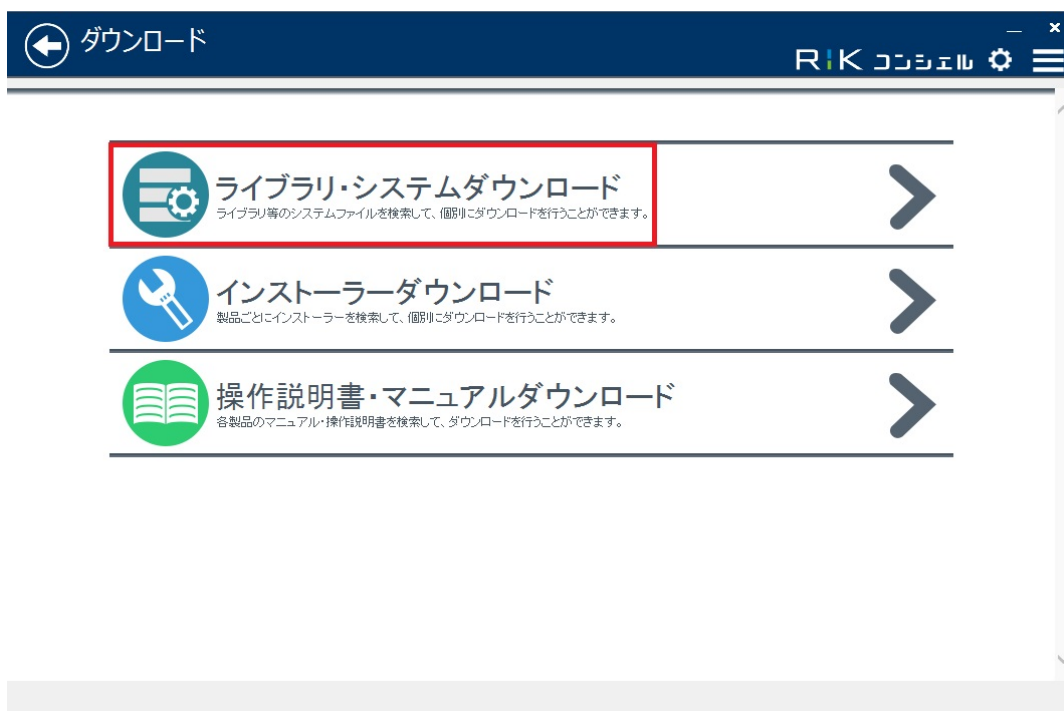 ダウンロード
RIK コンシェル
ライブラリ・システムダウンロード
ライブラリ等のシステムファイルを検索して、個別にダウンロードを行うことができます。
インストーラーダウンロード
製品ごとにインストーラーを検索して、個別にダウンロードを行うことができます。
操作説明書・マニュアルダウンロード
各製品のマニュアル・操作説明書を検索して、ダウンロードを行うことができます。